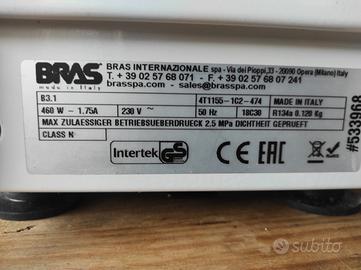 BRAS
made in Italy
BRAS INTERNAZIONALE spa - Via dei Pioppi,33 - 20090 Opera (Milano) Italy
T. + 39 02 57 68 071 - F. + 39 02 57 68 07 241
brasspa.com - sales@brasspa.com
B3.1 4T1155-1C2-474 MADE IN ITALY
460 W - 1.75A 230 V ~ 50 Hz 18C30 R134a 0.120 Kg
MAX ZULAESSIGER BETRIEBSUEBERDRUCK 2.5 MPa DICHTHEIT GEPRUEFT
CLASS N
Intertek GS CE EAC
#533968
subito